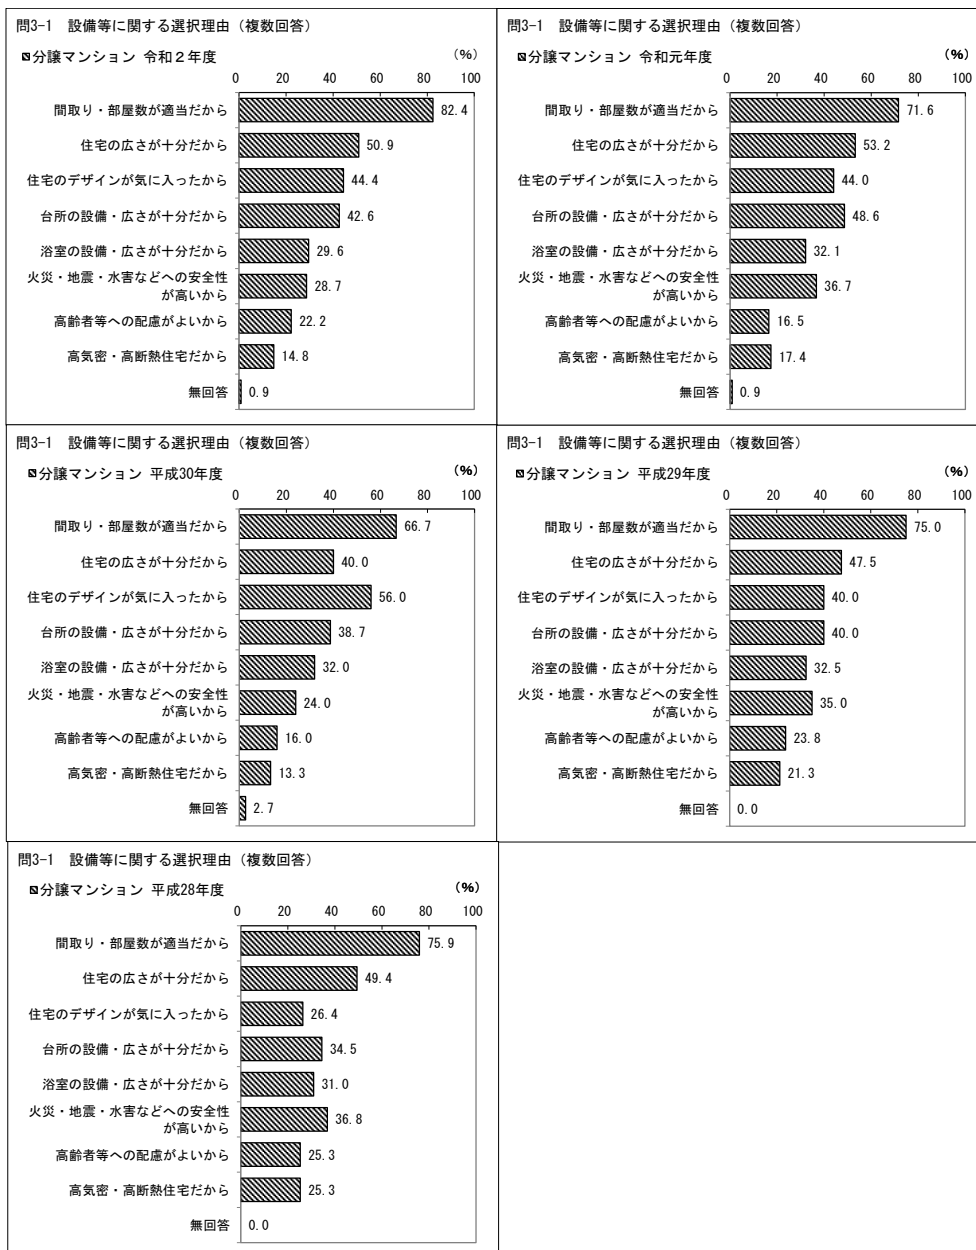 問3-1 設備等に関する選択理由（複数回答）
分譲マンション 令和２年度
(%)
0 20 40 60 80 100
間取り・部屋数が適当だから 82.4
住宅の広さが十分だから 50.9
住宅のデザインが気に入ったから 44.4
台所の設備・広さが十分だから 42.6
浴室の設備・広さが十分だから 29.6
火災・地震・水害などへの安全性
が高いから 28.7
高齢者等への配慮がよいから 22.2
高気密・高断熱住宅だから 14.8
無回答 0.9
問3-1 設備等に関する選択理由（複数回答）
分譲マンション 令和元年度
(%)
0 20 40 60 80 100
間取り・部屋数が適当だから 71.6
住宅の広さが十分だから 53.2
住宅のデザインが気に入ったから 44.0
台所の設備・広さが十分だから 48.6
浴室の設備・広さが十分だから 32.1
火災・地震・水害などへの安全性
が高いから 36.7
高齢者等への配慮がよいから 16.5
高気密・高断熱住宅だから 17.4
無回答 0.9
問3-1 設備等に関する選択理由（複数回答）
分譲マンション 平成30年度
(%)
0 20 40 60 80 100
間取り・部屋数が適当だから 66.7
住宅の広さが十分だから 40.0
住宅のデザインが気に入ったから 56.0
台所の設備・広さが十分だから 38.7
浴室の設備・広さが十分だから 32.0
火災・地震・水害などへの安全性
が高いから 24.0
高齢者等への配慮がよいから 16.0
高気密・高断熱住宅だから 13.3
無回答 2.7
問3-1 設備等に関する選択理由（複数回答）
分譲マンション 平成29年度
(%)
0 20 40 60 80 100
間取り・部屋数が適当だから 75.0
住宅の広さが十分だから 47.5
住宅のデザインが気に入ったから 40.0
台所の設備・広さが十分だから 40.0
浴室の設備・広さが十分だから 32.5
火災・地震・水害などへの安全性
が高いから 35.0
高齢者等への配慮がよいから 23.8
高気密・高断熱住宅だから 21.3
無回答 0.0
問3-1 設備等に関する選択理由（複数回答）
分譲マンション 平成28年度
(%)
0 20 40 60 80 100
間取り・部屋数が適当だから 75.9
住宅の広さが十分だから 49.4
住宅のデザインが気に入ったから 26.4
台所の設備・広さが十分だから 34.5
浴室の設備・広さが十分だから 31.0
火災・地震・水害などへの安全性
が高いから 36.8
高齢者等への配慮がよいから 25.3
高気密・高断熱住宅だから 25.3
無回答 0.0